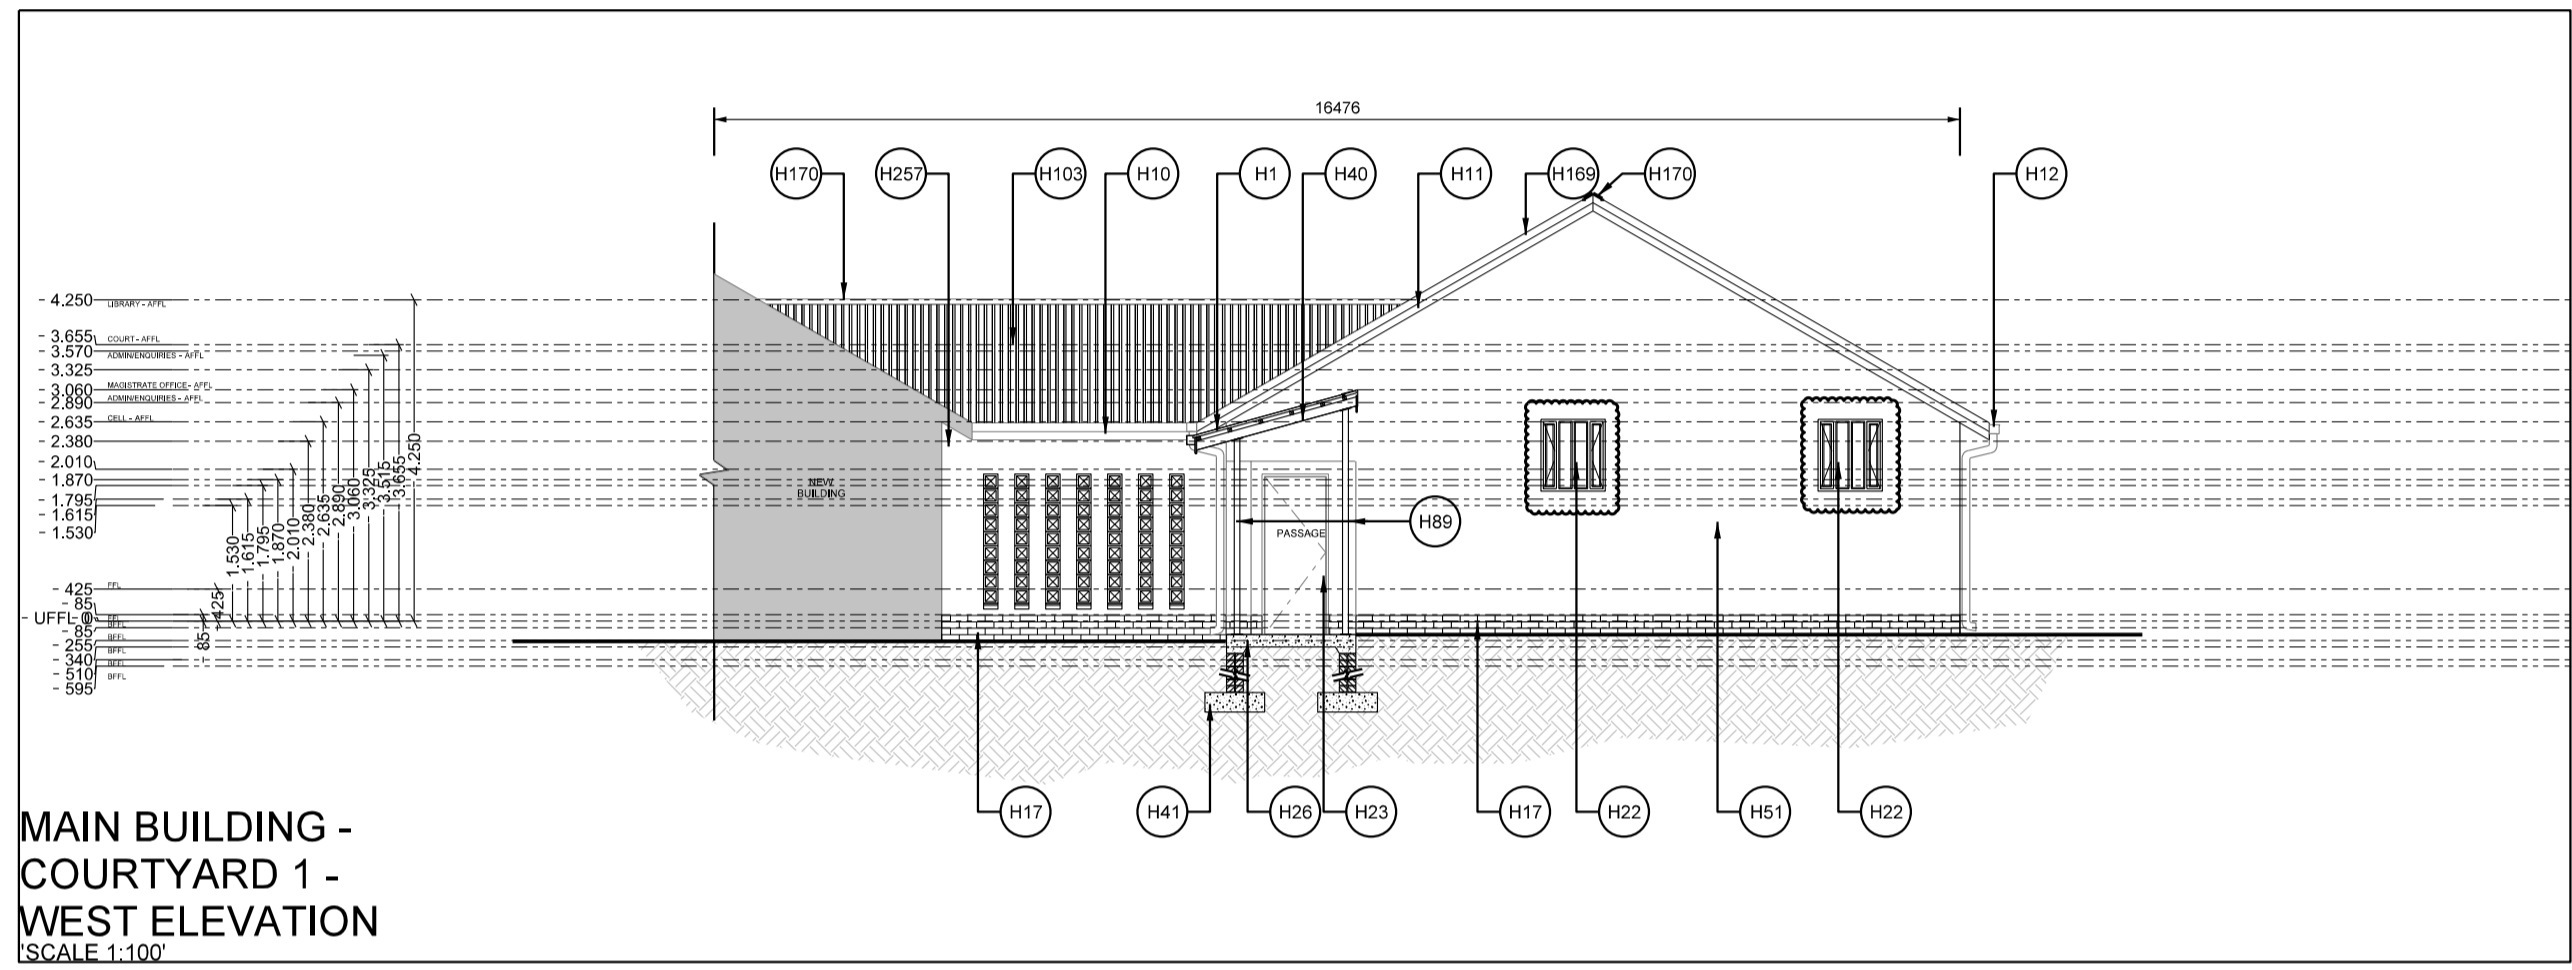 16476
H170
H257
H103
H10
H1
H40
H11
H169
H170
H12
- 4.250 LIBRARY - AFFL
- 3.655 COURT - AFFL
- 3.570 ADMIN/ENQUIRIES - AFFL
- 3.325
- 3.060 MAGISTRATE OFFICE - AFFL
- 2.890 ADMIN/ENQUIRIES - AFFL
- 2.635 CELL - AFFL
- 2.380
- 2.010
- 1.870
- 1.795
- 1.615
- 1.530
- 425 FFL
- 85
- UFFL 0 FFL
- 85 BFFL
- 255 BFFL
- 340 BFFL
- 510 BFFL
- 595 BFFL
85
425
1.530
1.615
1.795
1.870
2.010
2.380
2.635
2.890
3.060
3.325
3.515
3.655
4.250
NEW
BUILDING
PASSAGE
H89
H17
H41
H26
H23
H17
H22
H51
H22
MAIN BUILDING -
COURTYARD 1 -
WEST ELEVATION
'SCALE 1:100'